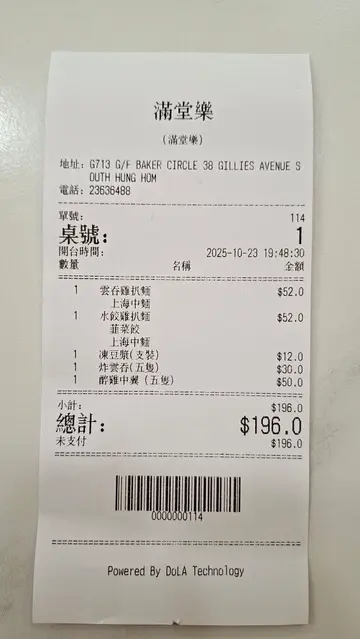 滿堂樂
(滿堂樂)
地址: G713 G/F BAKER CIRCLE 38 GILLIES AVENUE S
OUTH HUNG HOM
電話: 23636488
單號: 114
桌號: 1
開台時間: 2025-10-23 19:48:30
數量 名稱 金額
1 雲吞雞扒麵 $52.0
上海中麵
1 水餃雞扒麵 $52.0
韮菜餃
上海中麵
1 凍豆漿(支裝) $12.0
1 炸雲吞(五隻) $30.0
1 醉雞中翼(五隻) $50.0
小計: $196.0
總計: $196.0
未支付 $196.0
0000000114
Powered By DoLA Technology